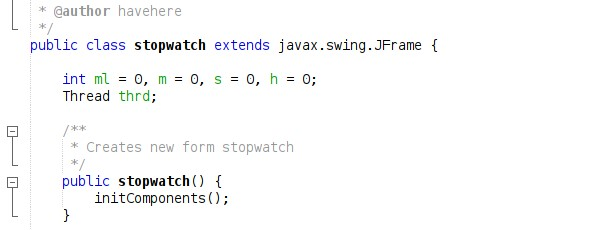 * @author havehere
*/
public class stopwatch extends javax.swing.JFrame {
int ml = 0, m = 0, s = 0, h = 0;
Thread thrd;
/**
* Creates new form stopwatch
*/
public stopwatch() {
initComponents();
}